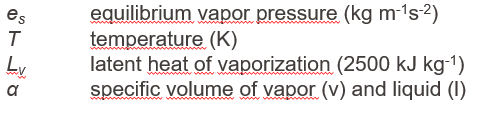 es equilibrium vapor pressure (kg m-1s-2)
T temperature (K)
Lv latent heat of vaporization (2500 kJ kg-1)
α specific volume of vapor (v) and liquid (l)